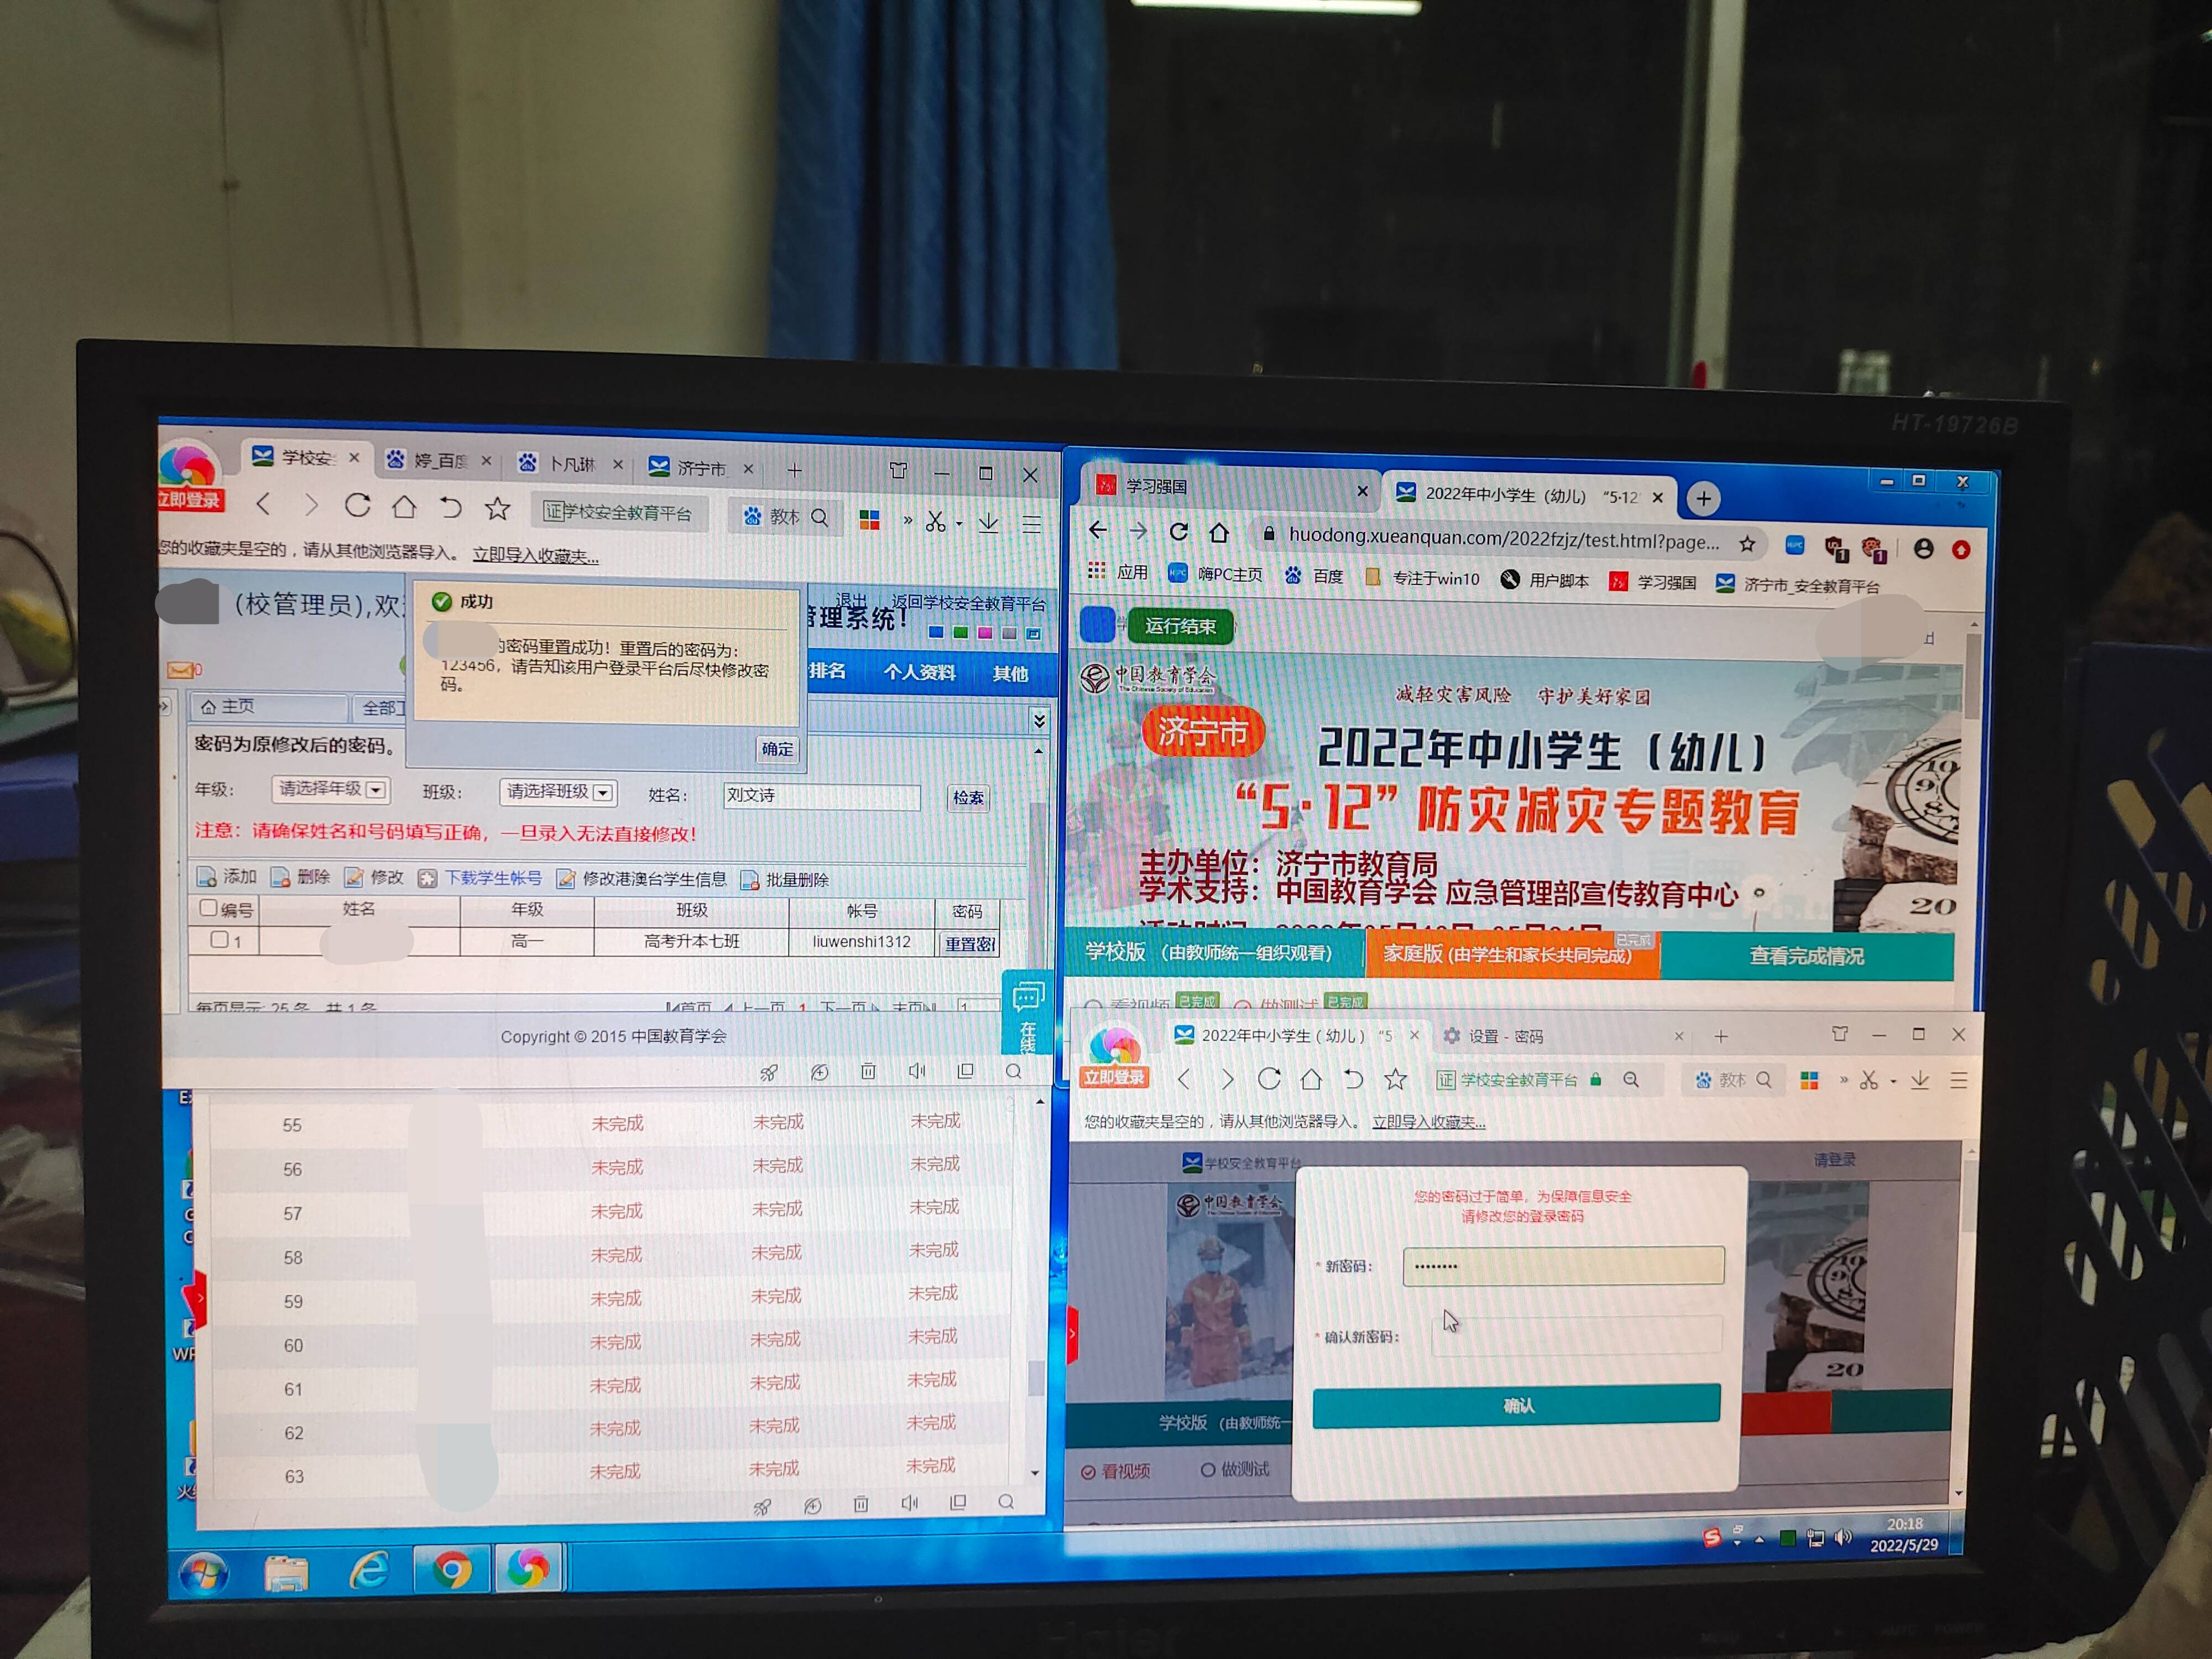 HT-19726B
学校安全
婷_百度
卜凡琳
济宁市
立即登录
证 学校安全教育平台
教材
您的收藏夹是空的，请从其他浏览器导入。 立即导入收藏夹...
(校管理员),欢
管理系统！
退出 返回学校安全教育平台
成功
的密码重置成功！重置后的密码为：
123456，请告知该用户登录平台后尽快修改密
码。
确定
0
排名 个人资料 其他
主页
密码为原修改后的密码。
年级： 请选择年级 班级： 请选择班级 姓名： 刘文诗 检索
注意：请确保姓名和号码填写正确，一旦录入无法直接修改！
添加 删除 修改 下载学生帐号 修改港澳台学生信息 批量删除
编号 姓名 年级 班级 帐号 密码
1 高一 高考升本七班 liuwenshi1312 重置密
每页显示: 25 条 共 1 条 首页 上一页 1 下一页 末页 1
在线
Copyright © 2015 中国教育学会
55 未完成 未完成 未完成
56 未完成 未完成 未完成
57 未完成 未完成 未完成
58 未完成 未完成 未完成
59 未完成 未完成 未完成
60 未完成 未完成 未完成
61 未完成 未完成 未完成
62 未完成 未完成 未完成
63 未完成 未完成 未完成
学习强国
2022年中小学生（幼儿） “5·12
huodong.xueanquan.com/2022fzjz/test.html?page...
应用 嗨PC主页 百度 专注于win10 用户脚本 学习强国 济宁市_安全教育平台
运行结束
中国教育学会
The Chinese Society of Education
减轻灾害风险 守护美好家园
济宁市
2022年中小学生（幼儿）
“5·12”防灾减灾专题教育
主办单位：济宁市教育局
学术支持：中国教育学会 应急管理部宣传教育中心
20
学校版 （由教师统一组织观看）
家庭版 (由学生和家长共同完成)
已完成
查看完成情况
看视频 已完成 做测试 已完成
2022年中小学生（幼儿） “5
设置 - 密码
立即登录
证 学校安全教育平台
教材
您的收藏夹是空的，请从其他浏览器导入。 立即导入收藏夹...
学校安全教育平台
请登录
中国教育学会
您的密码过于简单，为保障信息安全
请修改您的登录密码
* 新密码： ••••••••
* 确认新密码：
确认
20
学校版 （由教师统一
看视频 做测试
20:18
2022/5/29
Haier